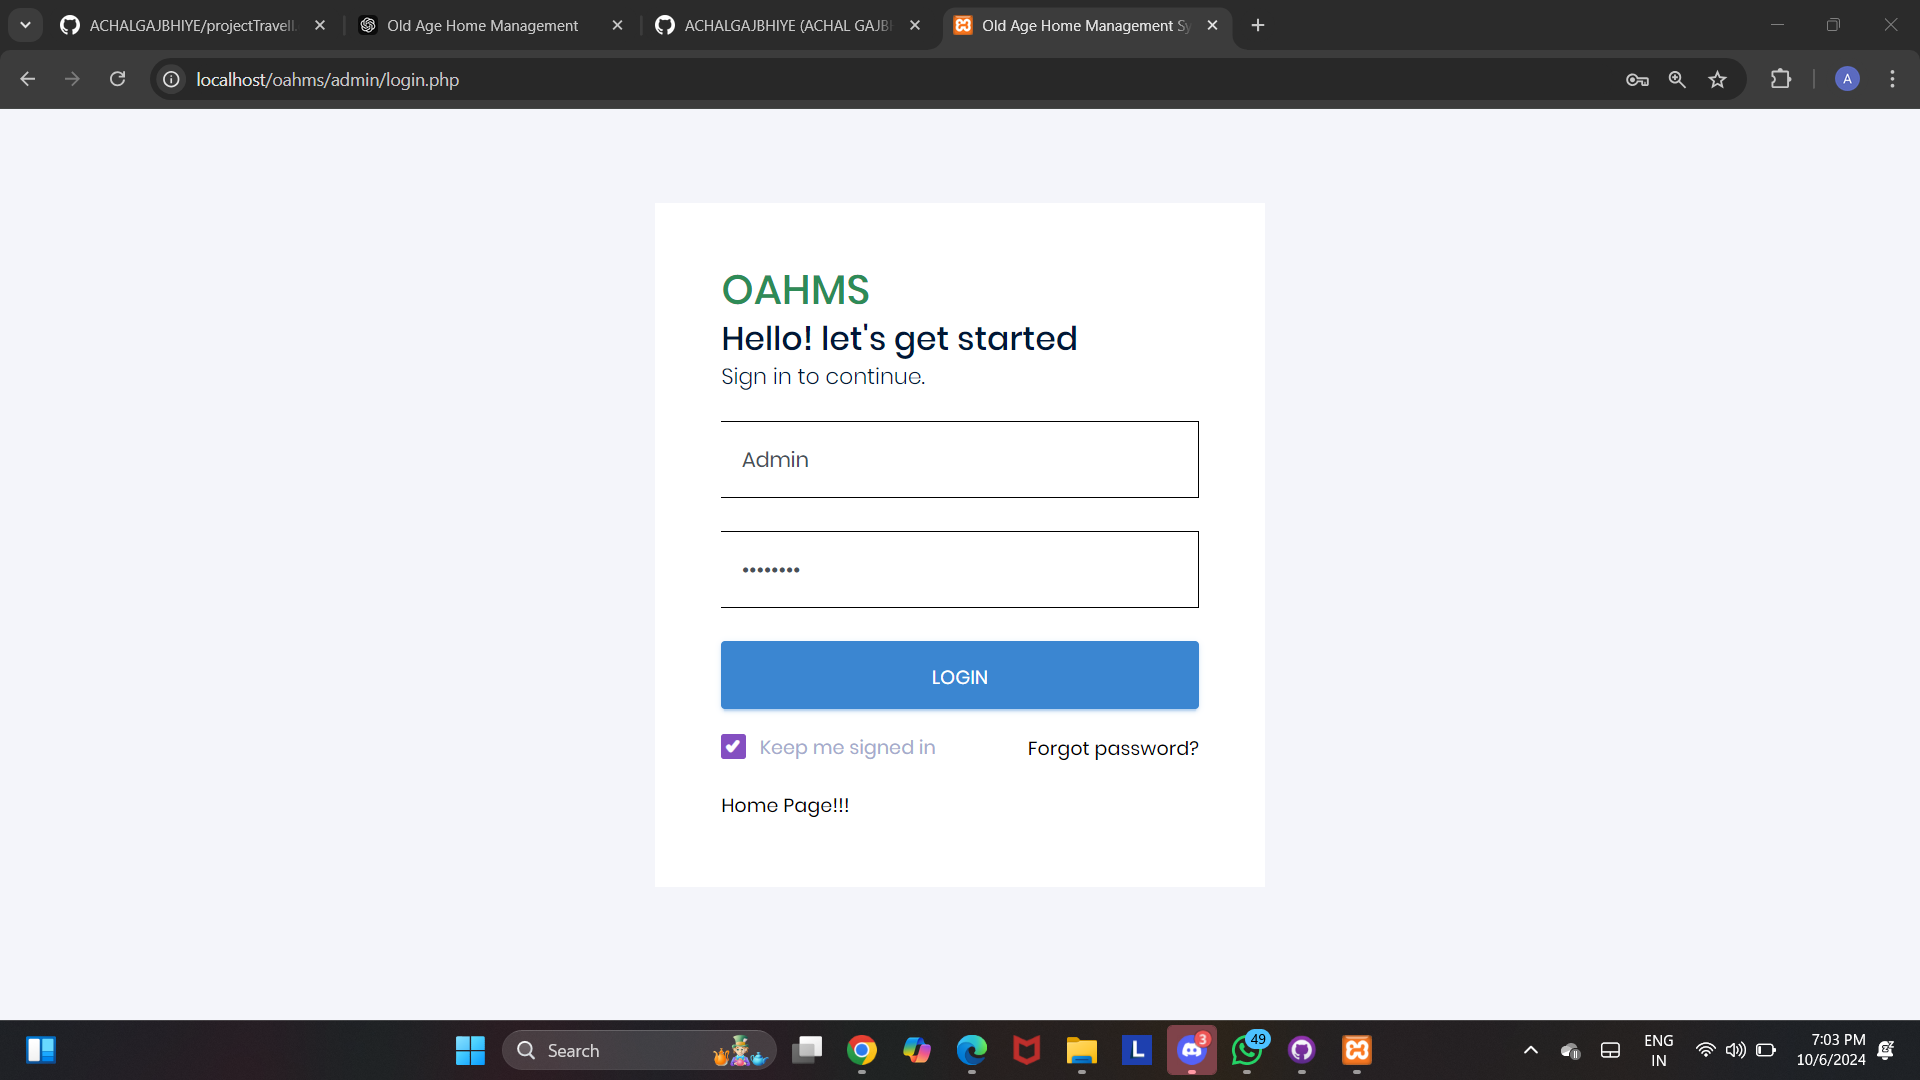 ACHALGAJBHIYE/projectTravell
Old Age Home Management
ACHALGAJBHIYE (ACHAL GAJBH
Old Age Home Management Sy
localhost/oahms/admin/login.php
A
OAHMS
Hello! let's get started
Sign in to continue.
Admin
••••••••
LOGIN
Keep me signed in
Forgot password?
Home Page!!!
Search
L
3
49
ENG
IN
7:03 PM
10/6/2024